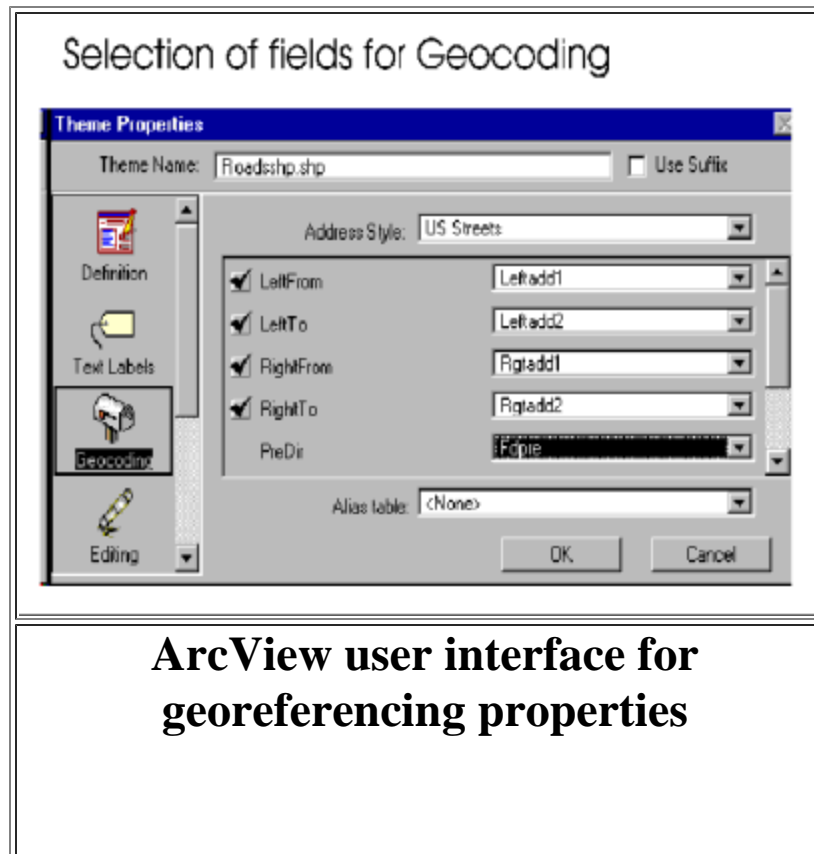 Selection of fields for Geocoding
Theme Properties
Theme Name: Roadsshp.shp Use Suffix
Address Style: US Streets
Definition
LeftFrom Leftadd1
LeftTo Leftadd2
Text Labels
RightFrom Rgtadd1
RightTo Rgtadd2
Geocoding
PreDir Fdpre
Alias table: <None>
Editing
OK Cancel
ArcView user interface for
georeferencing properties